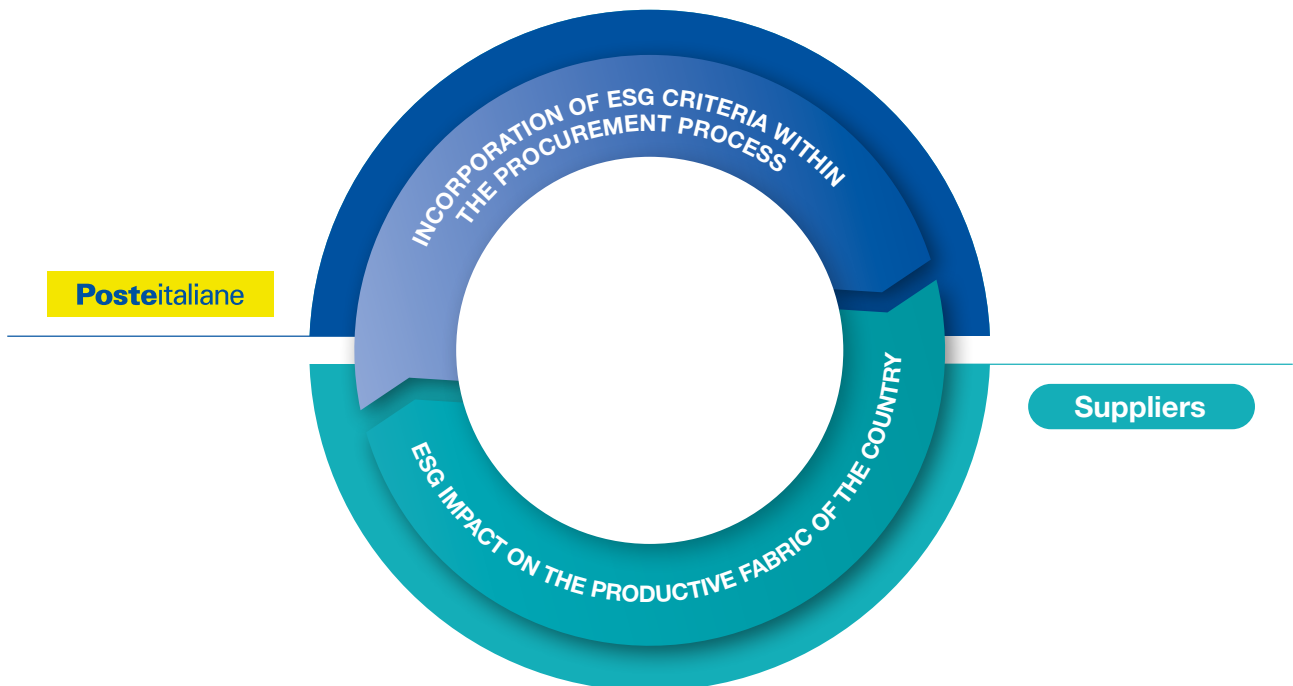 INCORPORATION OF ESG CRITERIA WITHIN
THE PROCUREMENT PROCESS
Posteitaliane
Suppliers
ESG IMPACT ON THE PRODUCTIVE FABRIC OF THE COUNTRY